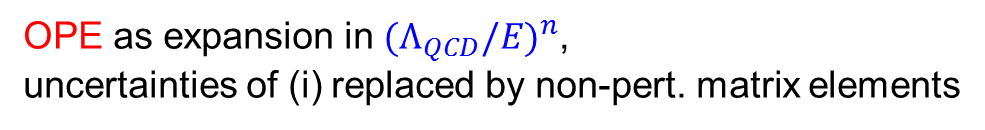 OPE as expansion in (Λ_QCD/E)^n,
uncertainties of (i) replaced by non-pert. matrix elements